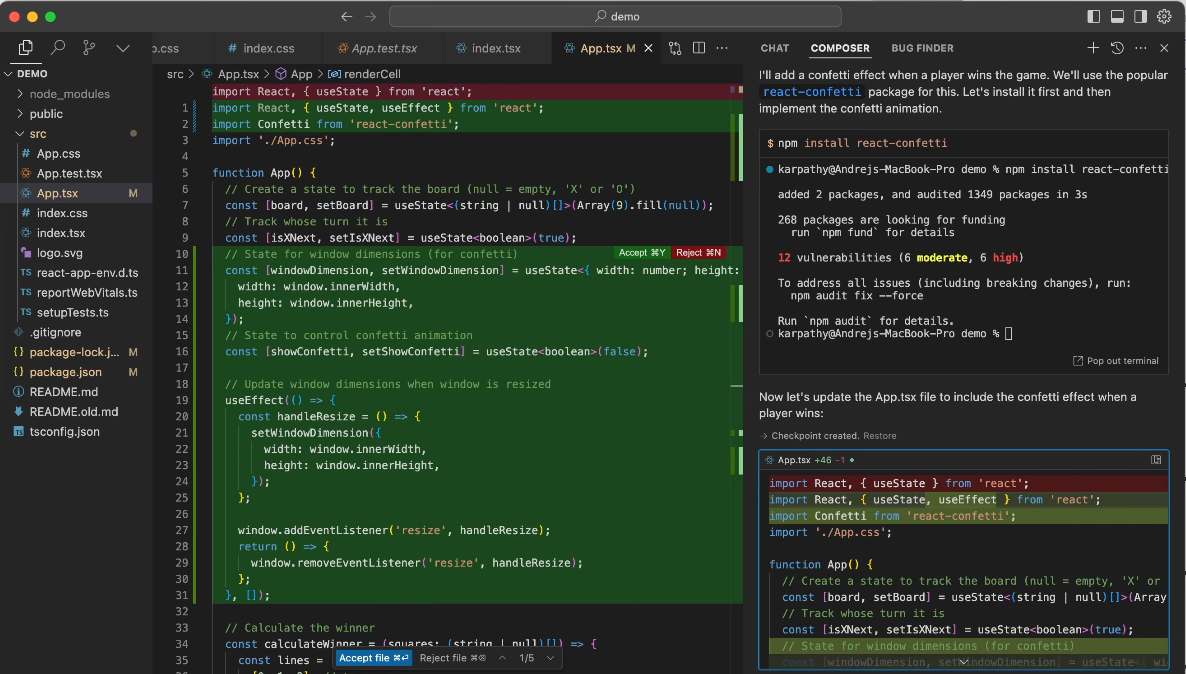 demo
DEMO
node_modules
public
src
App.css
App.test.tsx
App.tsx M
index.css
index.tsx
logo.svg
TS react-app-env.d.ts
TS reportWebVitals.ts
TS setupTests.ts
.gitignore
package-lock.j... M
package.json M
README.md
README.old.md
tsconfig.json
.css # index.css App.test.tsx index.tsx App.tsx M
src > App.tsx > App > renderCell
import React, { useState } from 'react';
1 import React, { useState, useEffect } from 'react';
2 import Confetti from 'react-confetti';
3 import './App.css';
4
5 function App() {
6 // Create a state to track the board (null = empty, 'X' or 'O')
7 const [board, setBoard] = useState<(string | null)[]>(Array(9).fill(null));
8 // Track whose turn it is
9 const [isXNext, setIsXNext] = useState<boolean>(true);
10 // State for window dimensions (for confetti)
Accept ⌘Y Reject ⌘N
11 const [windowDimension, setWindowDimension] = useState<{ width: number; height:
12 width: window.innerWidth,
13 height: window.innerHeight,
14 });
15 // State to control confetti animation
16 const [showConfetti, setShowConfetti] = useState<boolean>(false);
17
18 // Update window dimensions when window is resized
19 useEffect(() => {
20 const handleResize = () => {
21 setWindowDimension({
22 width: window.innerWidth,
23 height: window.innerHeight,
24 });
25 };
26
27 window.addEventListener('resize', handleResize);
28 return () => {
29 window.removeEventListener('resize', handleResize);
30 };
31 }, []);
32
33 // Calculate the winner
34 const calculateWinner = (squares: (string | null)[]) => {
35 const lines =
Accept file ⌘⏎ Reject file ⌘⌫ 1/5
CHAT COMPOSER BUG FINDER
I'll add a confetti effect when a player wins the game. We'll use the popular
react-confetti package for this. Let's install it first and then
implement the confetti animation.
$ npm install react-confetti
karpathy@Andrejs-MacBook-Pro demo % npm install react-confetti
added 2 packages, and audited 1349 packages in 3s
268 packages are looking for funding
run `npm fund` for details
12 vulnerabilities (6 moderate, 6 high)
To address all issues (including breaking changes), run:
npm audit fix --force
Run `npm audit` for details.
karpathy@Andrejs-MacBook-Pro demo %
Pop out terminal
Now let's update the App.tsx file to include the confetti effect when a
player wins:
Checkpoint created. Restore
App.tsx +46 -1
import React, { useState } from 'react';
import React, { useState, useEffect } from 'react';
import Confetti from 'react-confetti';
import './App.css';
function App() {
// Create a state to track the board (null = empty, 'X' or
const [board, setBoard] = useState<(string | null)[]>(Array
// Track whose turn it is
const [isXNext, setIsXNext] = useState<boolean>(true);
// State for window dimensions (for confetti)
const [windowDimension, setWindowDimension] = useState<{ wi